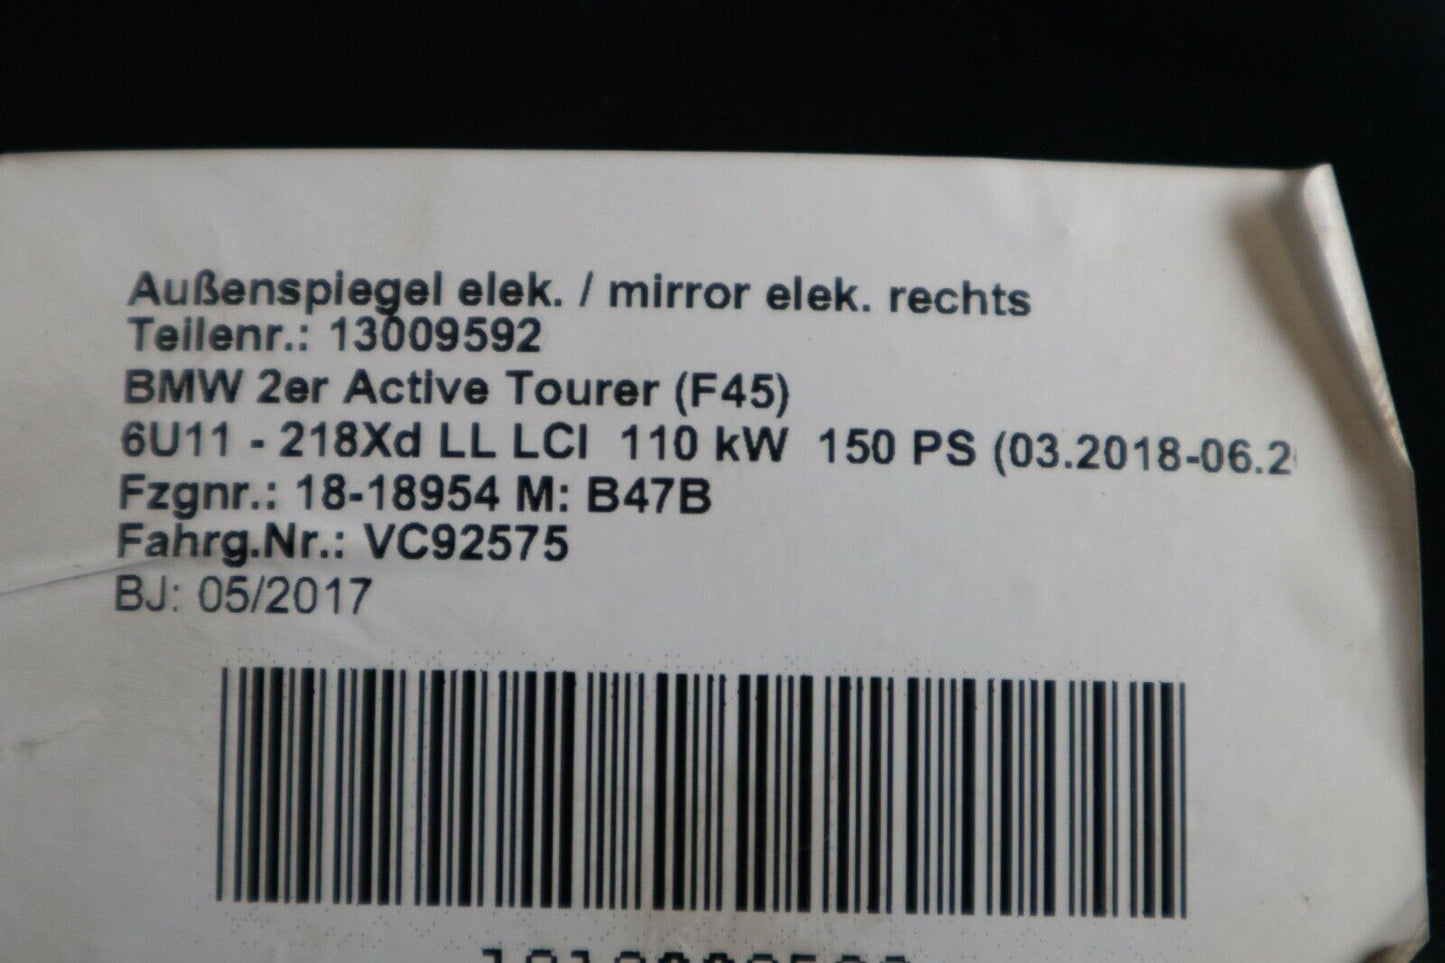 Außenspiegel elek. / mirror elek. rechts
Teilenr.: 13009592
BMW 2er Active Tourer (F45)
6U11 - 218Xd LL LCI 110 kW 150 PS (03.2018-06.2
Fzgnr.: 18-18954 M: B47B
Fahrg.Nr.: VC92575
BJ: 05/2017